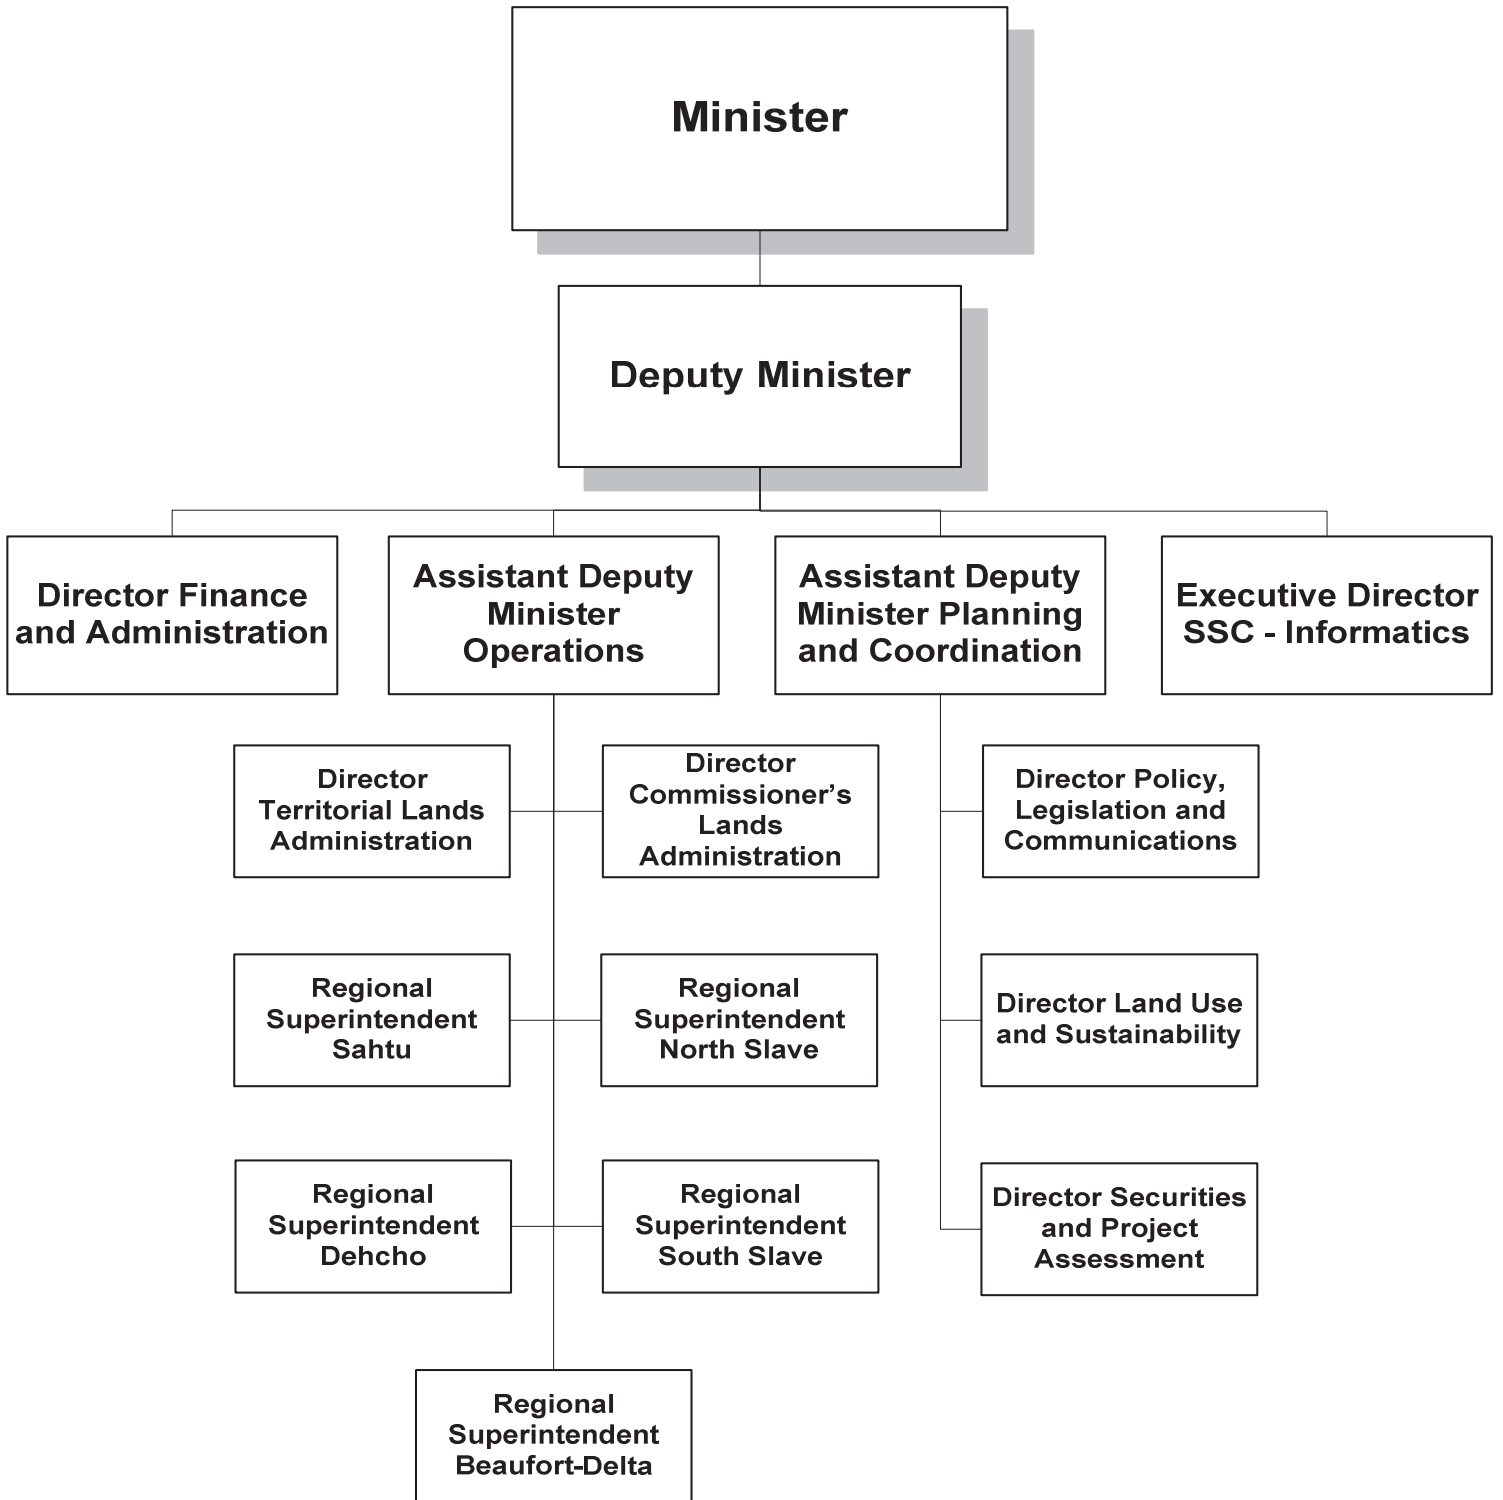 Minister
Deputy Minister
Director Finance
and Administration
Assistant Deputy
Minister
Operations
Assistant Deputy
Minister Planning
and Coordination
Executive Director
SSC - Informatics
Director
Territorial Lands
Administration
Director
Commissioner’s
Lands
Administration
Director Policy,
Legislation and
Communications
Regional
Superintendent
Sahtu
Regional
Superintendent
North Slave
Director Land Use
and Sustainability
Regional
Superintendent
Dehcho
Regional
Superintendent
South Slave
Director Securities
and Project
Assessment
Regional
Superintendent
Beaufort-Delta